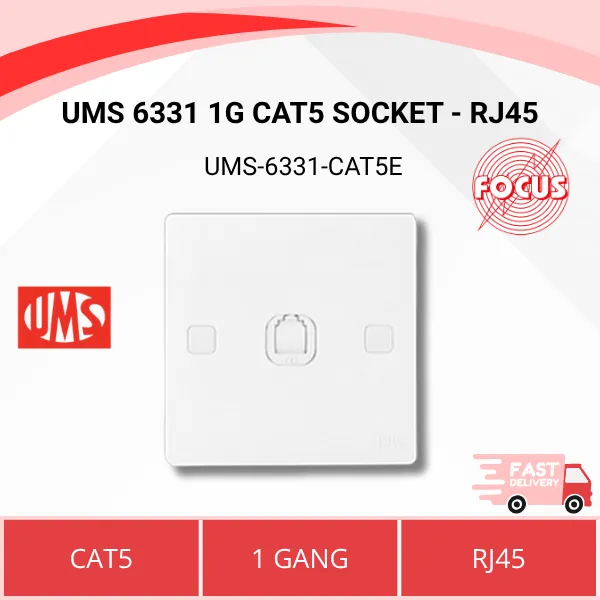 UMS 6331 1G CAT5 SOCKET - RJ45
UMS-6331-CAT5E
FOCUS
UMS
FAST
DELIVERY
CAT5
1 GANG
RJ45